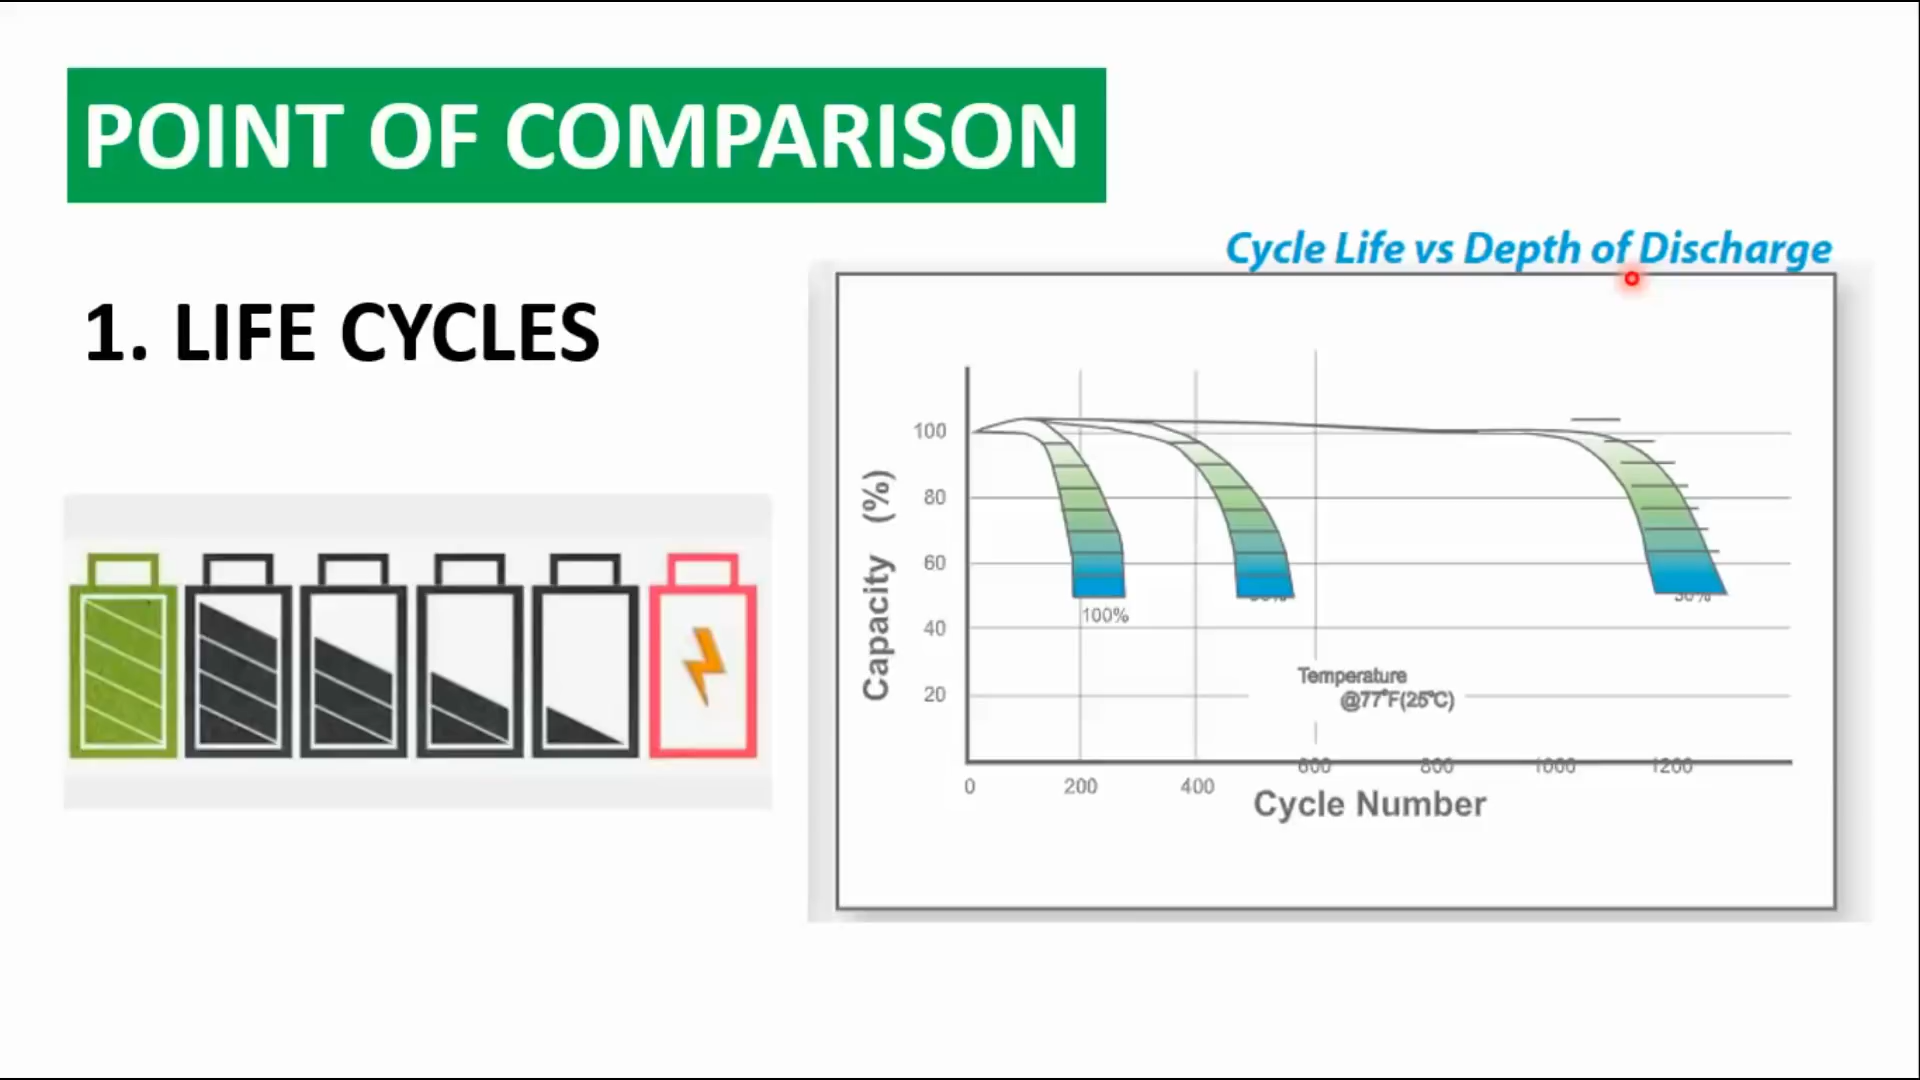 POINT OF COMPARISON
Cycle Life vs Depth of Discharge
1. LIFE CYCLES
100
80
60
40
20
Capacity (%)
100%
30%
Temperature
@77°F(25°C)
0
200
400
600
800
1000
1200
Cycle Number